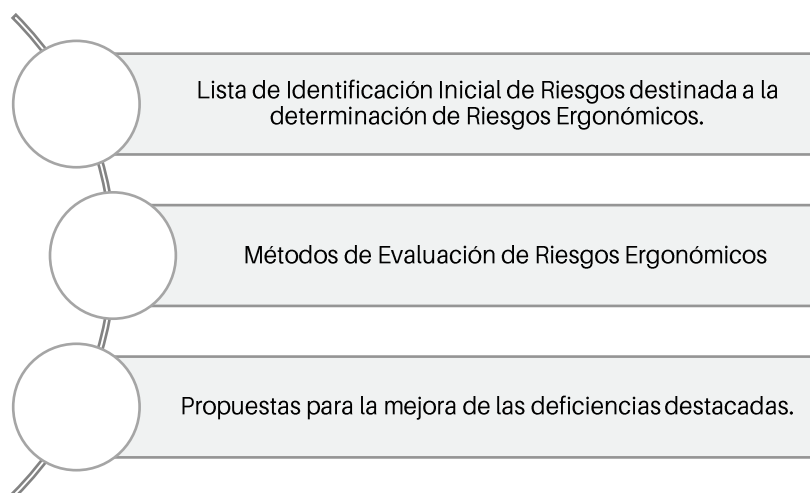 Lista de Identificación Inicial de Riesgos destinada a la
determinación de Riesgos Ergonómicos.
Métodos de Evaluación de Riesgos Ergonómicos
Propuestas para la mejora de las deficiencias destacadas.